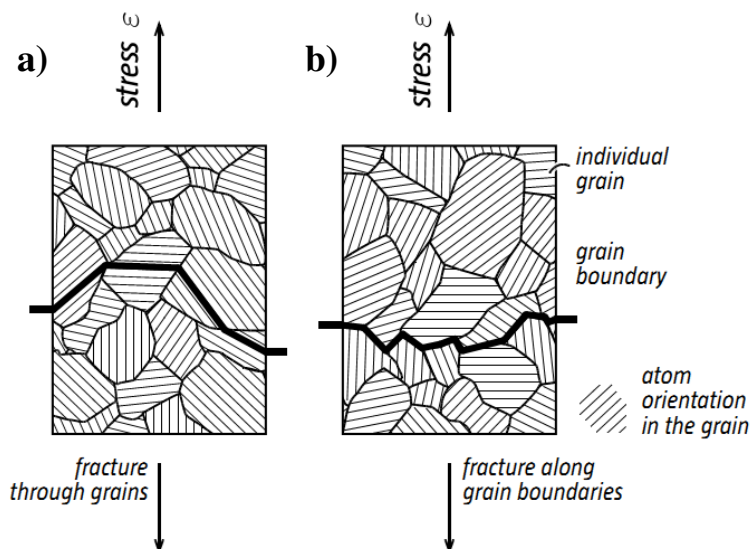 a)
stress ε
b)
stress ε
individual
grain
grain
boundary
atom
orientation
in the grain
fracture
through grains
fracture along
grain boundaries